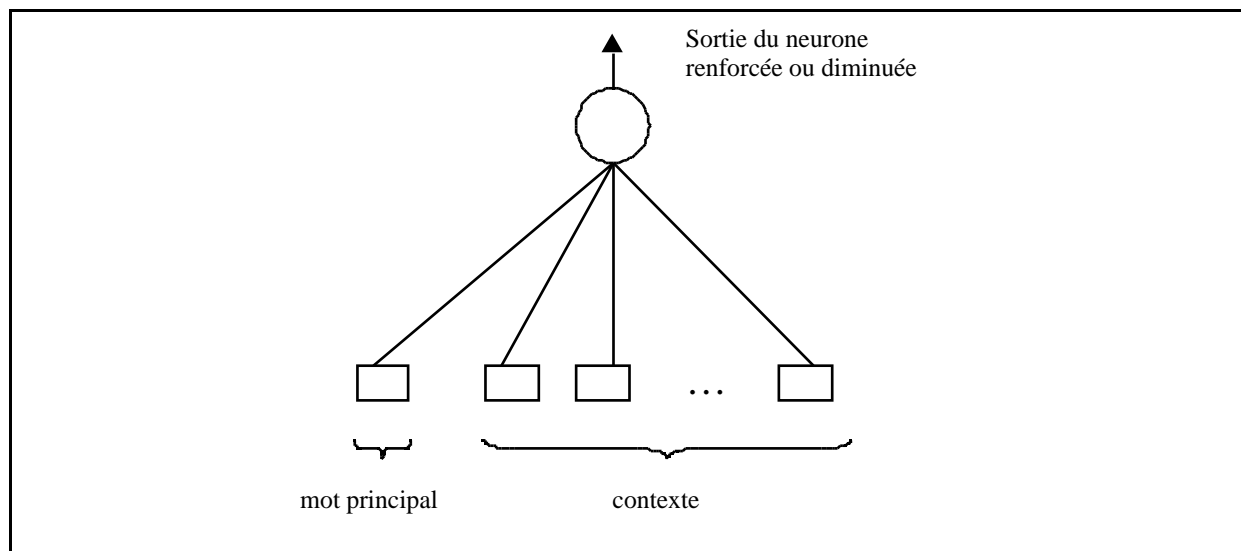 Sortie du neurone
renforcée ou diminuée
...
mot principal
contexte